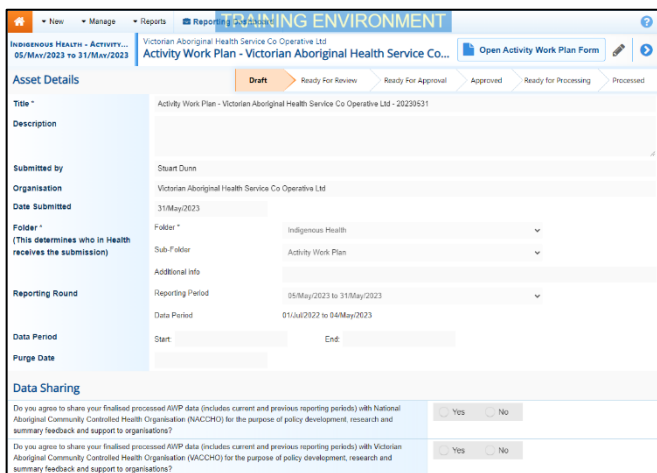 New Manage Reports Reporting Dashboard
TRAINING ENVIRONMENT
INDIGENOUS HEALTH - ACTIVITY...
05/MAY/2023 TO 31/MAY/2023
Victorian Aboriginal Health Service Co Operative Ltd
Activity Work Plan - Victorian Aboriginal Health Service Co...
Open Activity Work Plan Form
Asset Details
Draft Ready For Review Ready For Approval Approved Ready for Processing Processed
Title * Activity Work Plan - Victorian Aboriginal Health Service Co Operative Ltd - 20230531
Description
Submitted by Stuart Dunn
Organisation Victorian Aboriginal Health Service Co Operative Ltd
Date Submitted 31/May/2023
Folder * Folder * Indigenous Health
(This determines who in Health
receives the submission) Sub-Folder Activity Work Plan
Additional info
Reporting Round Reporting Period 05/May/2023 to 31/May/2023
Data Period 01/Jul/2022 to 04/May/2023
Data Period Start: End:
Purge Date
Data Sharing
Do you agree to share your finalised processed AWP data (includes current and previous reporting periods) with National
Aboriginal Community Controlled Health Organisation (NACCHO) for the purpose of policy development, research and
summary feedback and support to organisations?
Yes No
Do you agree to share your finalised processed AWP data (includes current and previous reporting periods) with Victorian
Aboriginal Community Controlled Health Organisation (VACCHO) for the purpose of policy development, research and
summary feedback and support to organisations?
Yes No